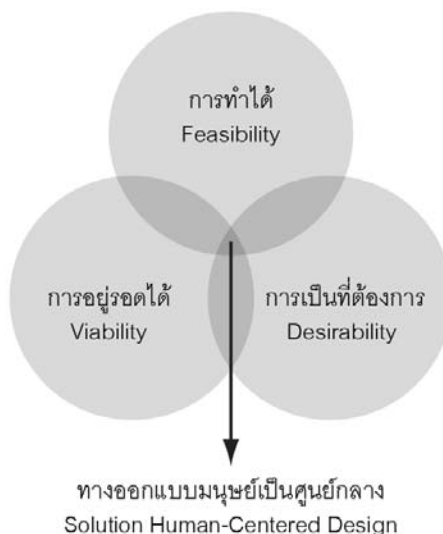 การทำได้
Feasibility
การอยู่รอดได้
Viability
การเป็นที่ต้องการ
Desirability
ทางออกแบบมนุษย์เป็นศูนย์กลาง
Solution Human-Centered Design